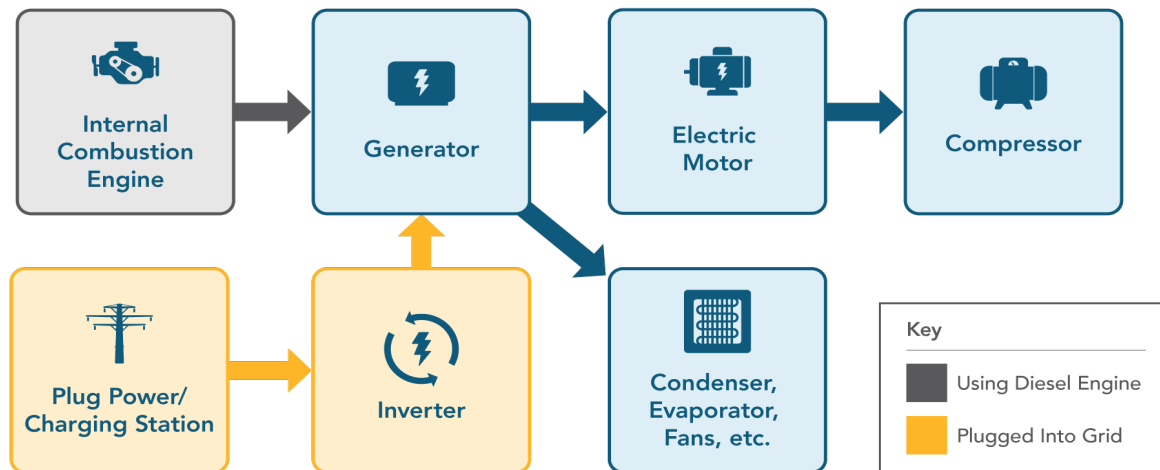 Internal
Combustion
Engine
Generator
Electric
Motor
Compressor
Plug Power/
Charging Station
Inverter
Condenser,
Evaporator,
Fans, etc.
Key
Using Diesel Engine
Plugged Into Grid